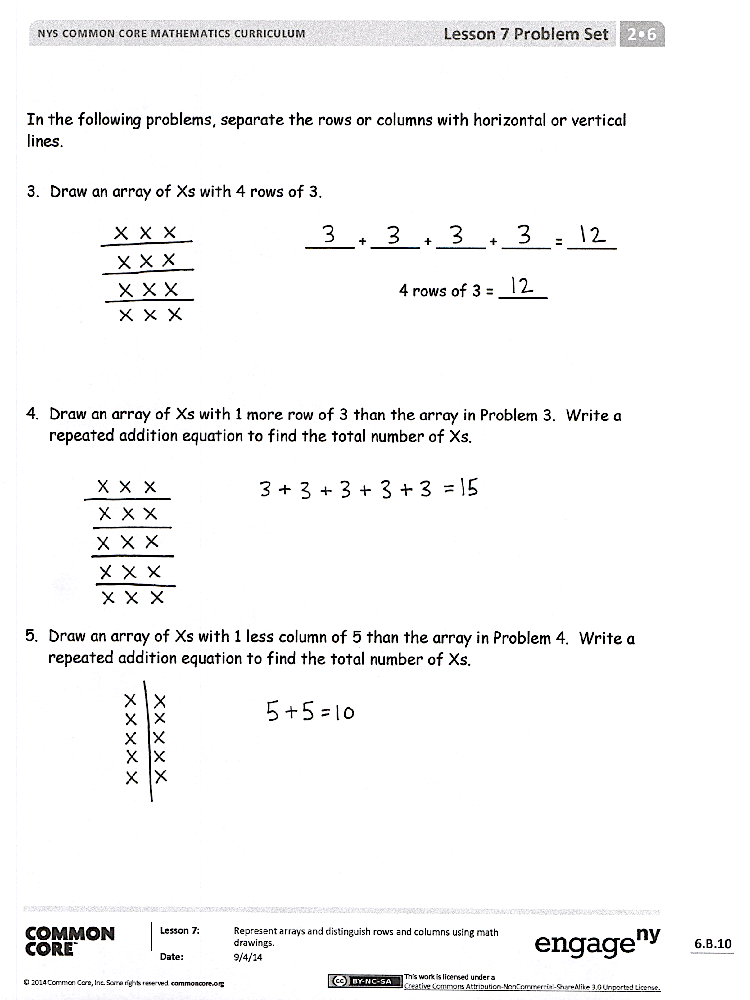 NYS COMMON CORE MATHEMATICS CURRICULUM Lesson 7 Problem Set 2•6
In the following problems, separate the rows or columns with horizontal or vertical
lines.
3. Draw an array of Xs with 4 rows of 3.
X X X
X X X
X X X
X X X
3 + 3 + 3 + 3 = 12
4 rows of 3 = 12
4. Draw an array of Xs with 1 more row of 3 than the array in Problem 3. Write a
repeated addition equation to find the total number of Xs.
X X X
X X X
X X X
X X X
X X X
3 + 3 + 3 + 3 + 3 = 15
5. Draw an array of Xs with 1 less column of 5 than the array in Problem 4. Write a
repeated addition equation to find the total number of Xs.
X X
X X
X X
X X
X X
5 + 5 = 10
COMMON
CORE™
Lesson 7: Represent arrays and distinguish rows and columns using math
drawings.
Date: 9/4/14
engage ny
6.B.10
© 2014 Common Core, Inc. Some rights reserved. commoncore.org
cc BY-NC-SA
This work is licensed under a
Creative Commons Attribution-NonCommercial-ShareAlike 3.0 Unported License.